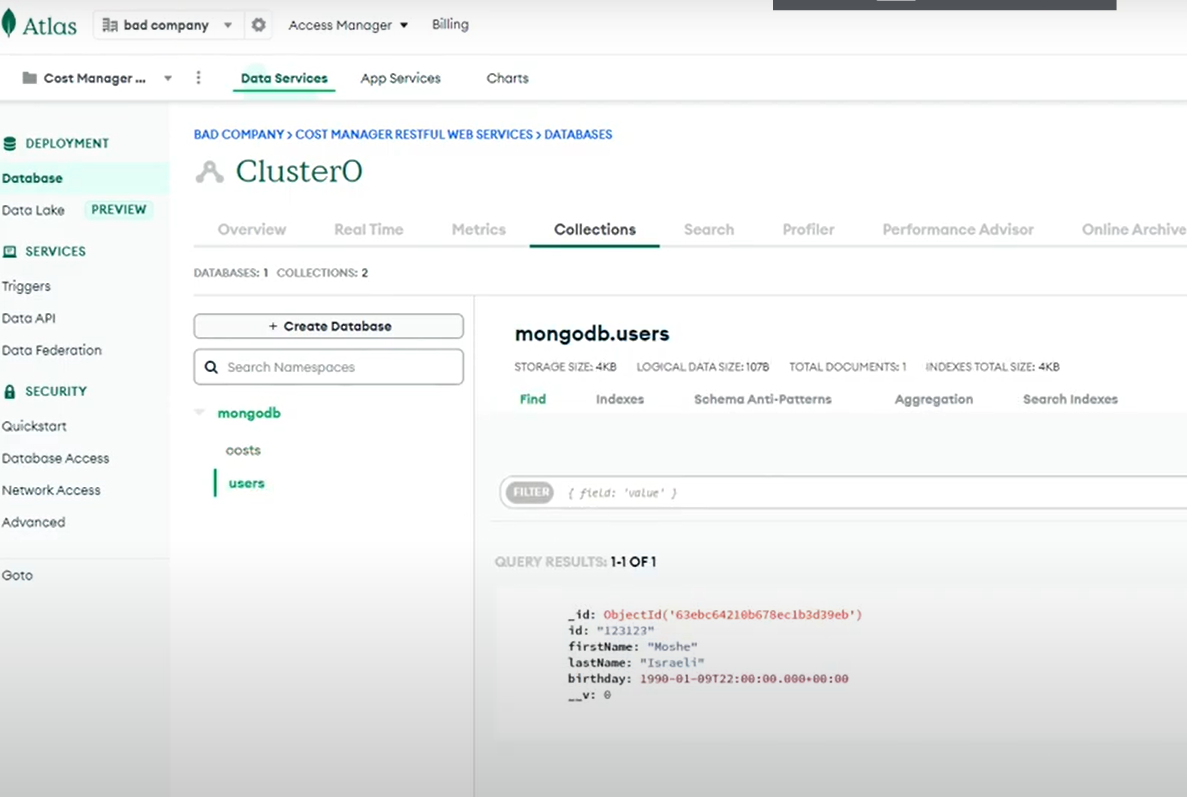 Atlas
bad company
Access Manager
Billing
Cost Manager ...
Data Services
App Services
Charts
DEPLOYMENT
Database
Data Lake PREVIEW
SERVICES
Triggers
Data API
Data Federation
SECURITY
Quickstart
Database Access
Network Access
Advanced
Goto
BAD COMPANY > COST MANAGER RESTFUL WEB SERVICES > DATABASES
Cluster0
Overview Real Time Metrics Collections Search Profiler Performance Advisor Online Archive
DATABASES: 1 COLLECTIONS: 2
+ Create Database
Search Namespaces
mongodb
costs
users
mongodb.users
STORAGE SIZE: 4KB LOGICAL DATA SIZE: 107B TOTAL DOCUMENTS: 1 INDEXES TOTAL SIZE: 4KB
Find Indexes Schema Anti-Patterns Aggregation Search Indexes
FILTER { field: 'value' }
QUERY RESULTS: 1-1 OF 1
_id: ObjectId('63ebc64210b678ec1b3d39eb')
id: "123123"
firstName: "Moshe"
lastName: "Israeli"
birthday: 1990-01-09T22:00:00.000+00:00
__v: 0